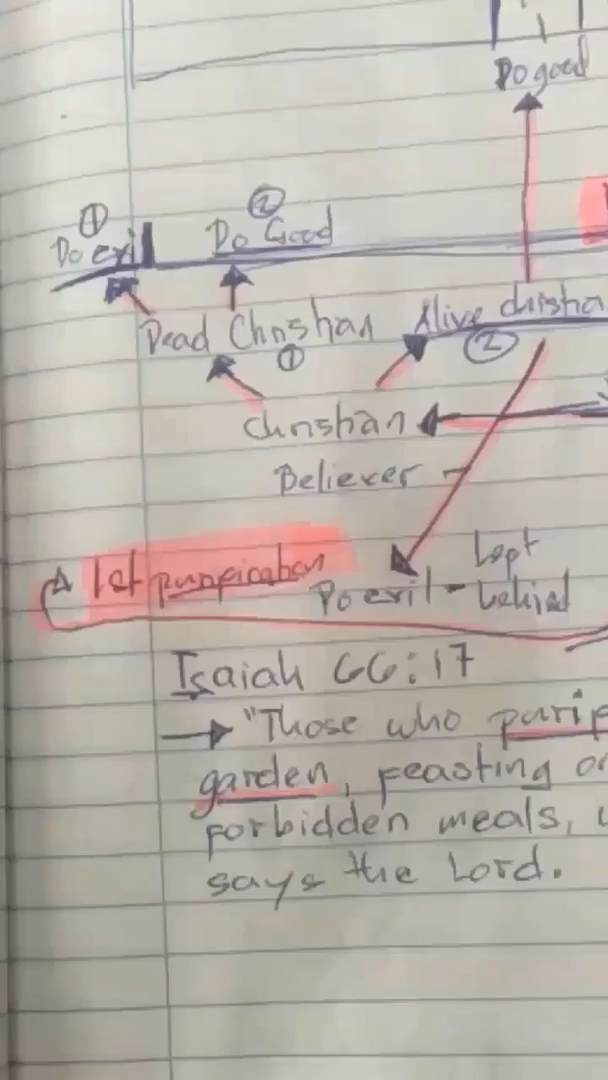 Do good
① ②
Do evil Do Good
Dead Christian Alive christia
① ②
Christian
Believer
1st purification
Do evil - Left behind
Isaiah 66:17
"Those who purif
garden, feasting o
forbidden meals,
says the Lord.